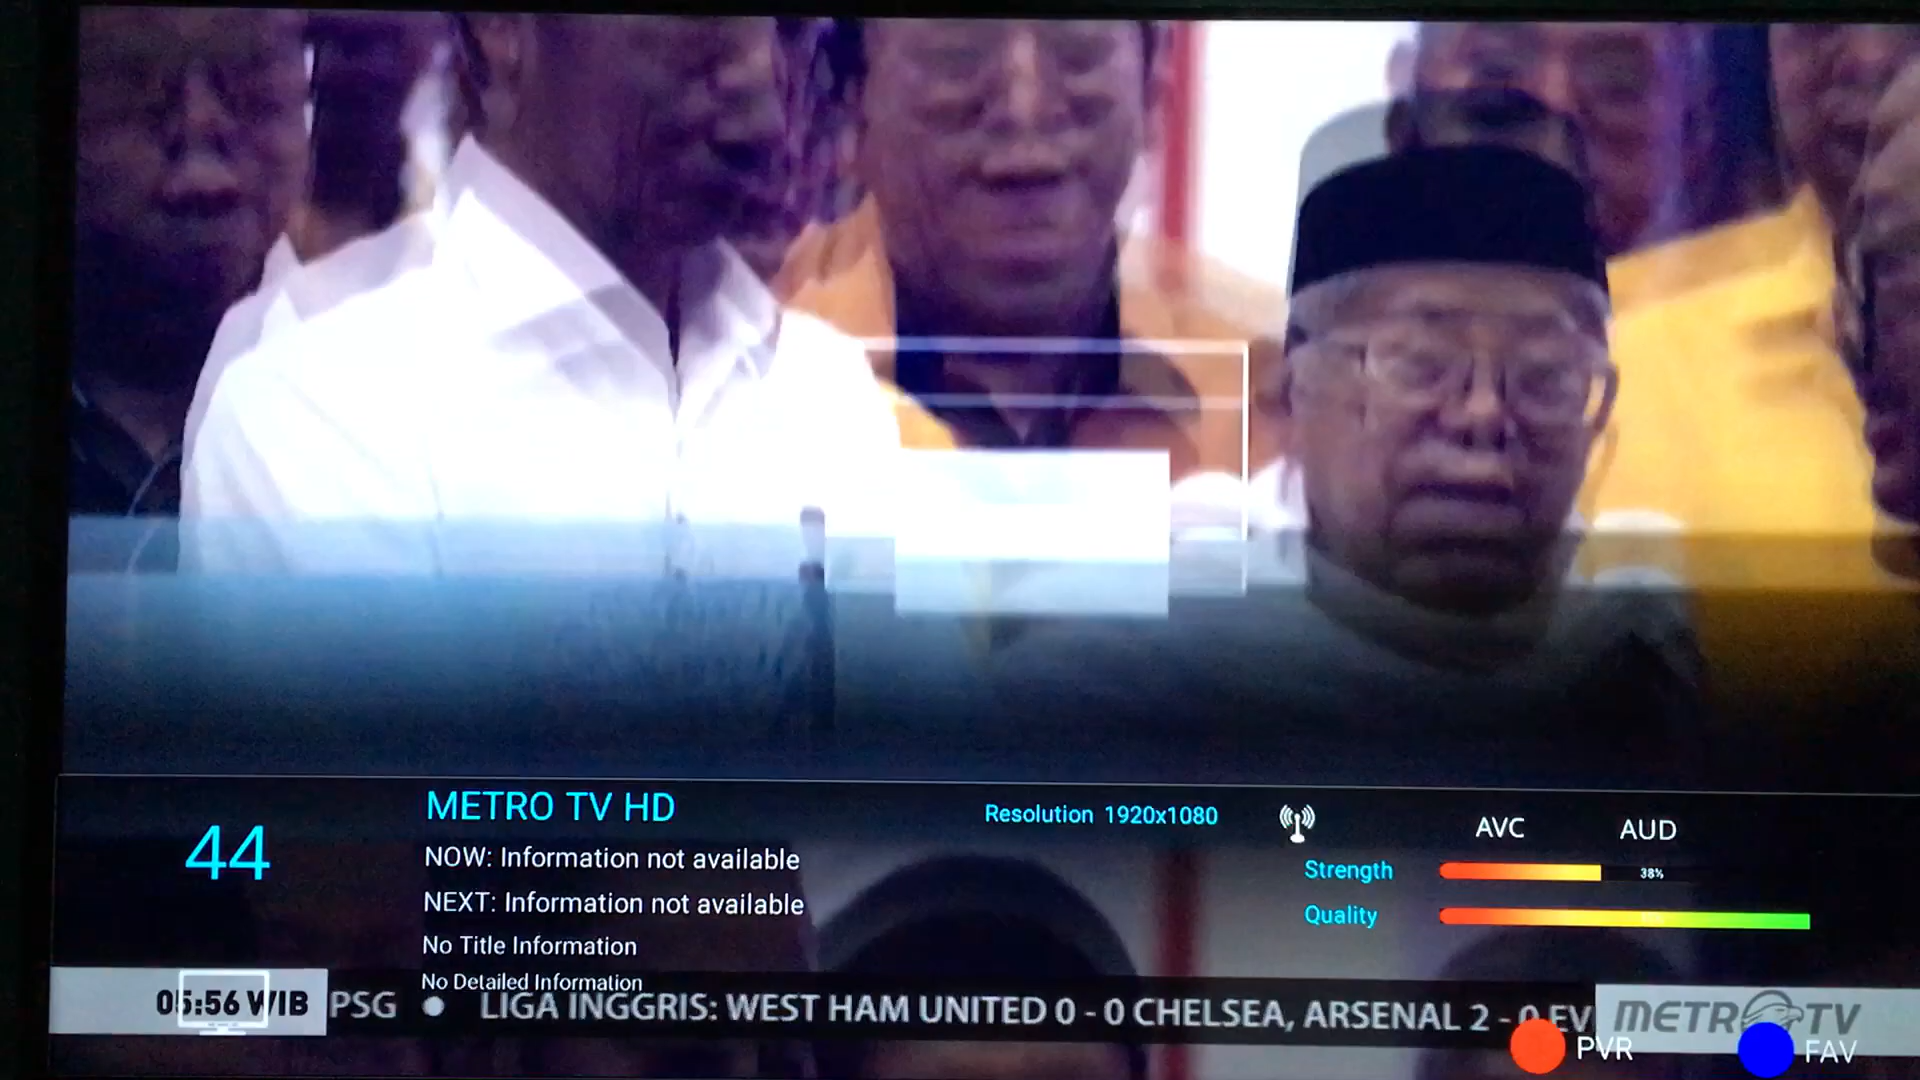 44
METRO TV HD
Resolution 1920x1080
AVC
AUD
NOW: Information not available
Strength
38%
NEXT: Information not available
Quality
No Title Information
No Detailed Information
05:56 WIB
PSG ● LIGA INGGRIS: WEST HAM UNITED 0 - 0 CHELSEA, ARSENAL 2 - 0 EV
METRO TV
PVR
FAV